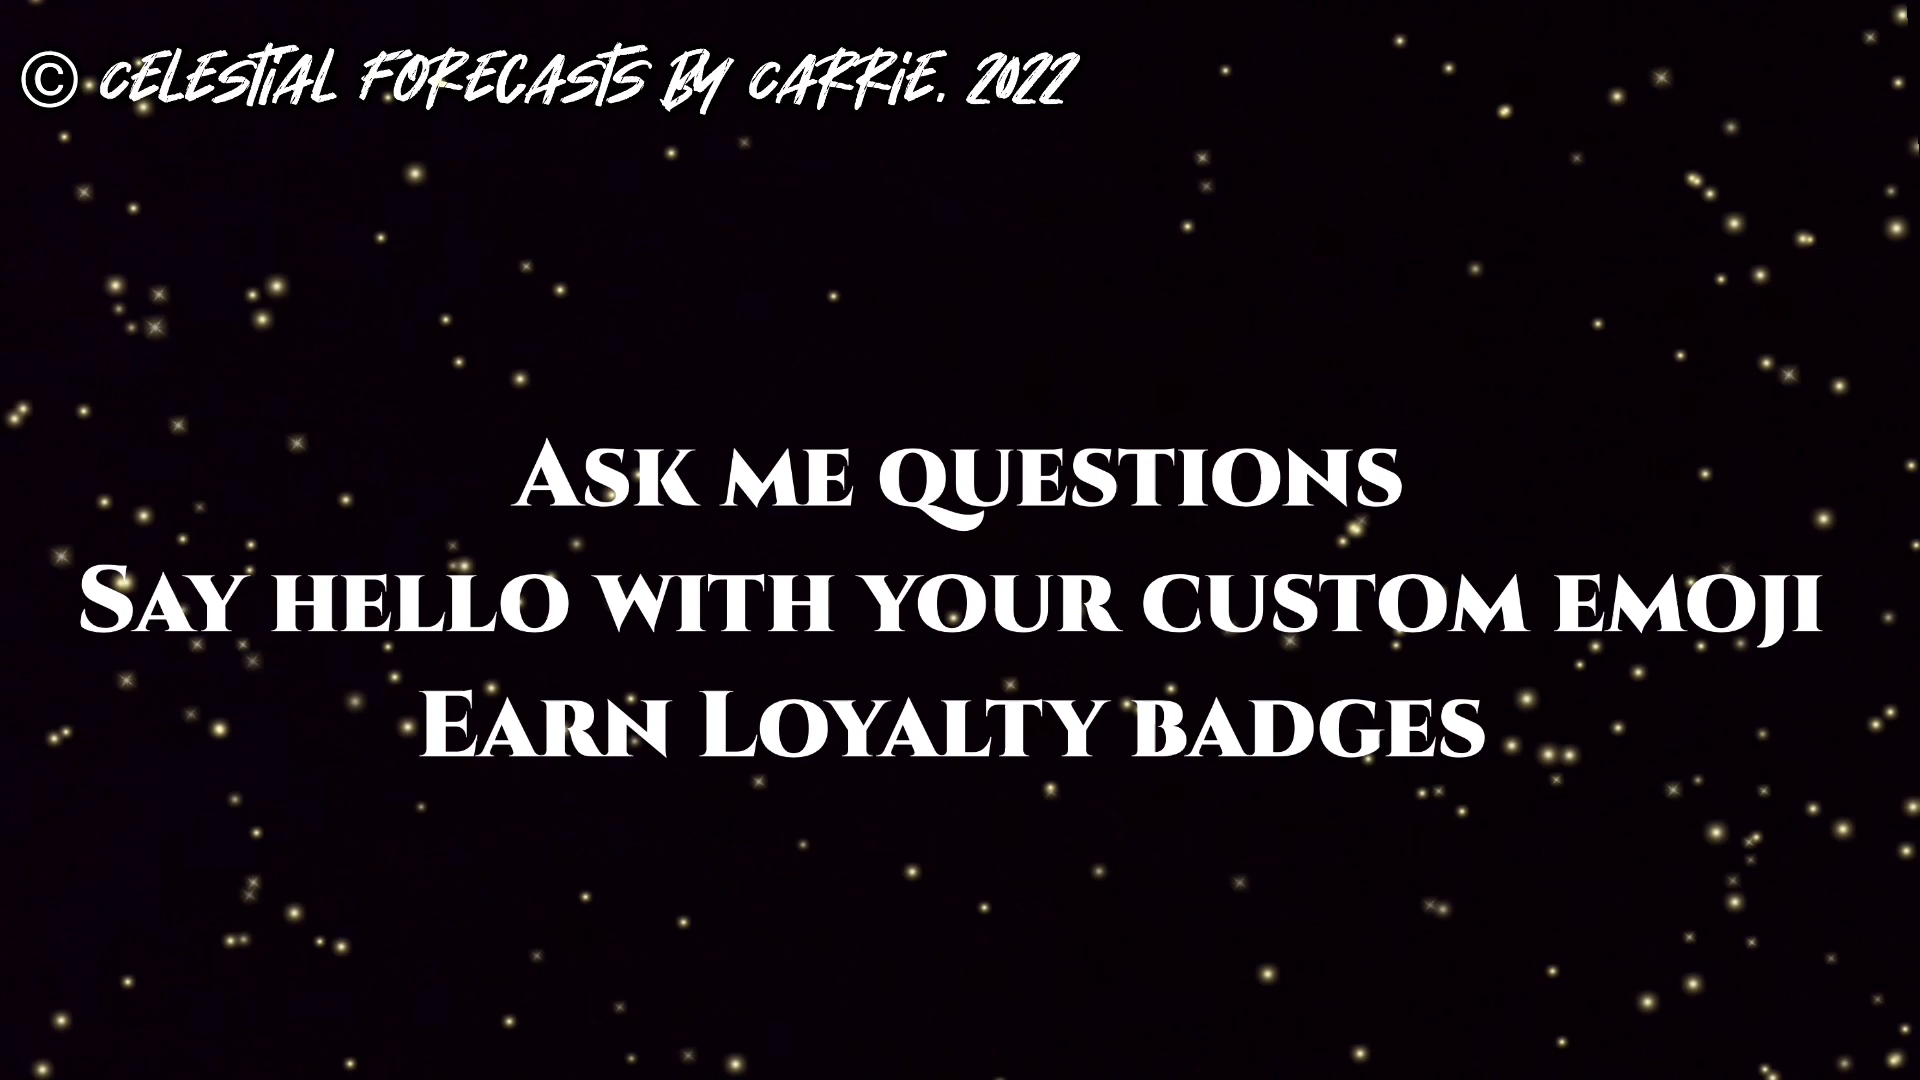 © CELESTIAL FORECASTS BY CARRIE. 2022
Ask me questions
Say hello with your custom emoji
Earn Loyalty badges